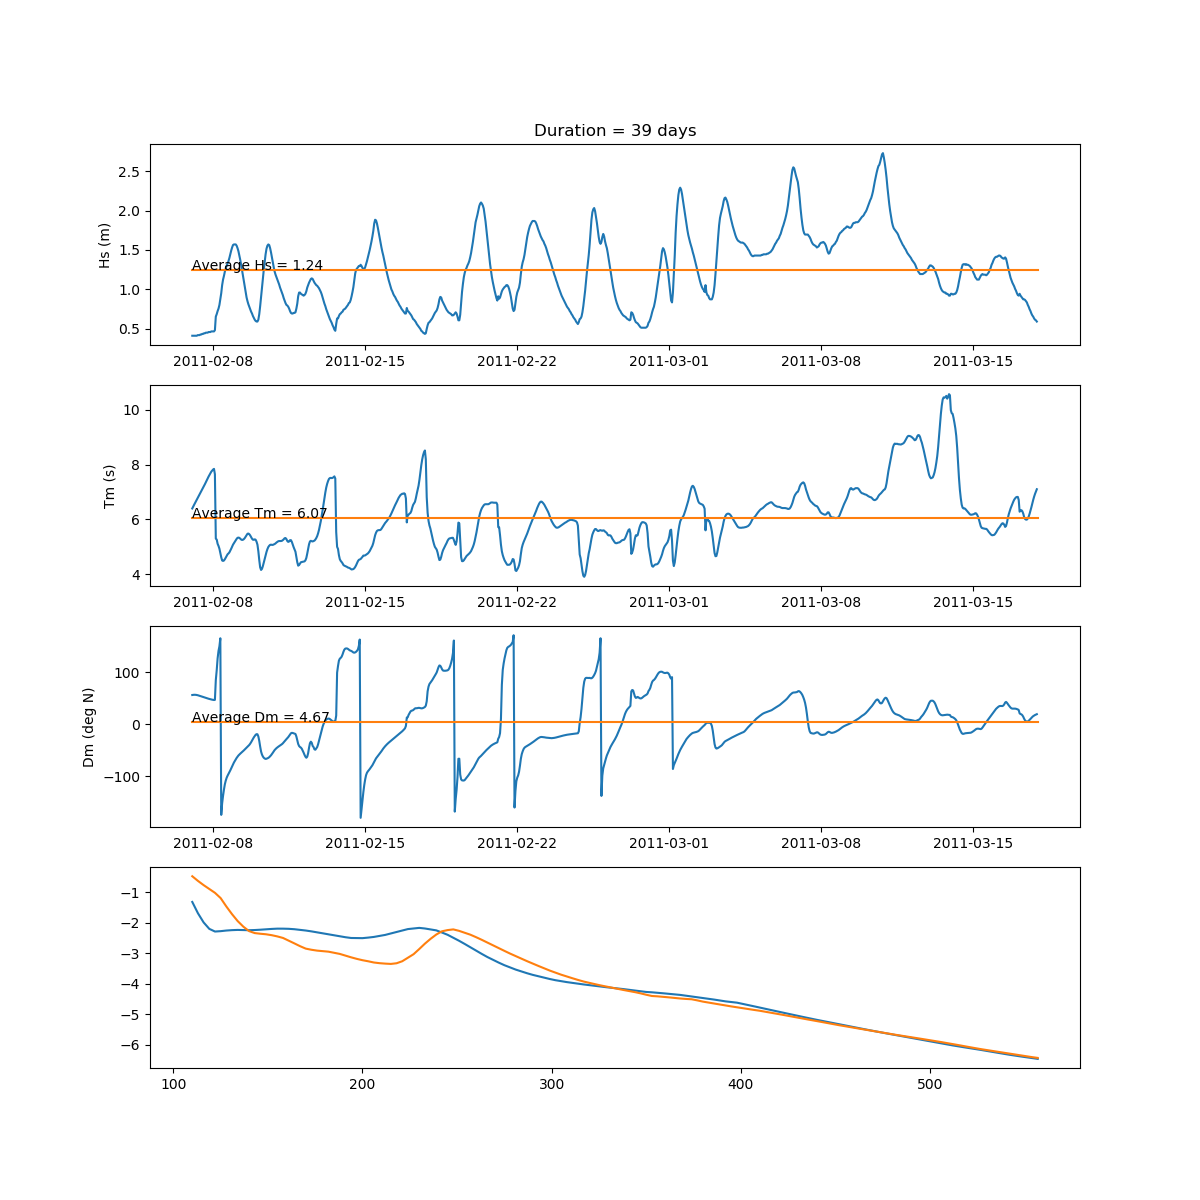 Duration = 39 days
Hs (m)
2.5
2.0
1.5
1.0
0.5
Average Hs = 1.24
2011-02-08 2011-02-15 2011-02-22 2011-03-01 2011-03-08 2011-03-15
Tm (s)
10
8
6
4
Average Tm = 6.07
2011-02-08 2011-02-15 2011-02-22 2011-03-01 2011-03-08 2011-03-15
Dm (deg N)
100
0
−100
Average Dm = 4.67
2011-02-08 2011-02-15 2011-02-22 2011-03-01 2011-03-08 2011-03-15
−1
−2
−3
−4
−5
−6
100 200 300 400 500